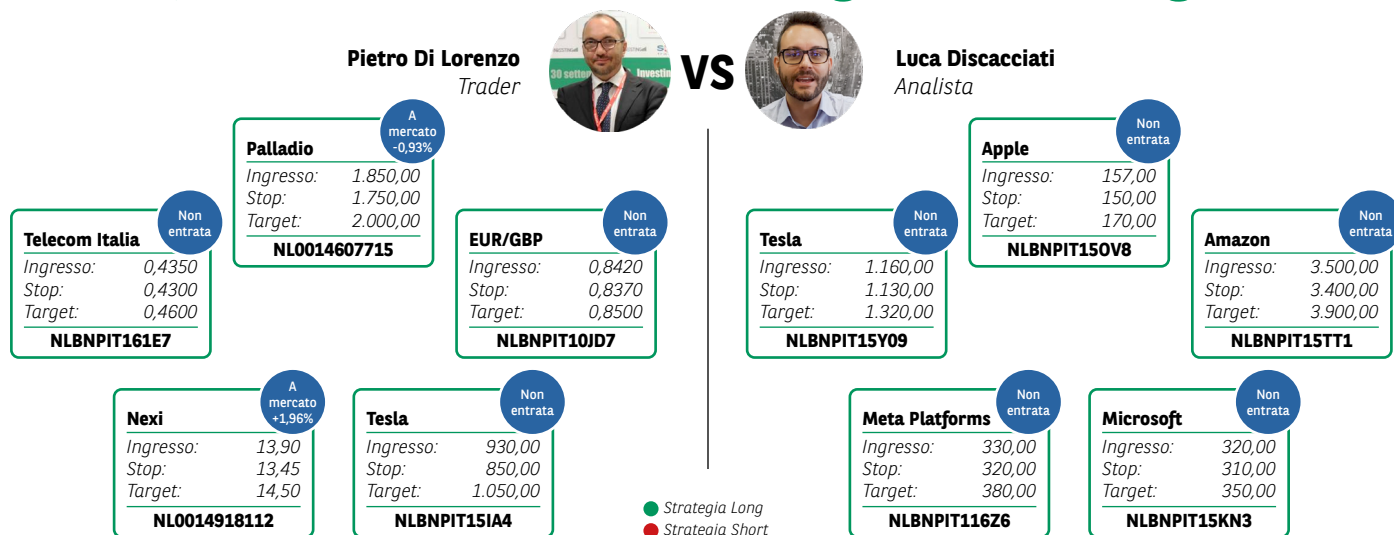 Pietro Di Lorenzo
Trader
VS
Luca Discacciati
Analista
30 settem
Investin
A
mercato
-0,93%
Palladio
Ingresso: 1.850,00
Stop: 1.750,00
Target: 2.000,00
NL0014607715
Non
entrata
Telecom Italia
Ingresso: 0,4350
Stop: 0,4300
Target: 0,4600
NLBNPIT161E7
Non
entrata
EUR/GBP
Ingresso: 0,8420
Stop: 0,8370
Target: 0,8500
NLBNPIT10JD7
A
mercato
+1,96%
Nexi
Ingresso: 13,90
Stop: 13,45
Target: 14,50
NL0014918112
Non
entrata
Tesla
Ingresso: 930,00
Stop: 850,00
Target: 1.050,00
NLBNPIT15IA4
Non
entrata
Apple
Ingresso: 157,00
Stop: 150,00
Target: 170,00
NLBNPIT15OV8
Non
entrata
Tesla
Ingresso: 1.160,00
Stop: 1.130,00
Target: 1.320,00
NLBNPIT15Y09
Non
entrata
Amazon
Ingresso: 3.500,00
Stop: 3.400,00
Target: 3.900,00
NLBNPIT15TT1
Non
entrata
Meta Platforms
Ingresso: 330,00
Stop: 320,00
Target: 380,00
NLBNPIT116Z6
Non
entrata
Microsoft
Ingresso: 320,00
Stop: 310,00
Target: 350,00
NLBNPIT15KN3
Strategia Long
Strategia Short